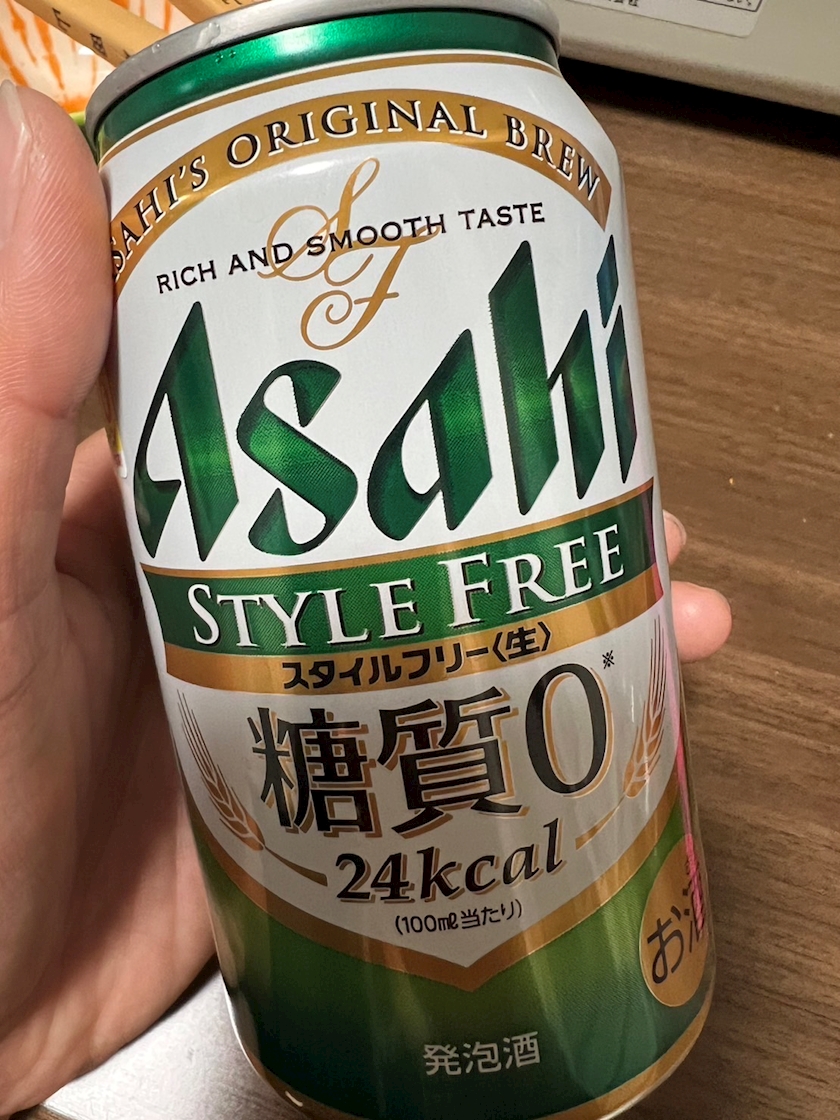 ASAHI'S ORIGINAL BREW
SF
RICH AND SMOOTH TASTE
Asahi
STYLE FREE
スタイルフリー〈生〉
糖質0※
24kcal
(100ml当たり)
お酒
発泡酒